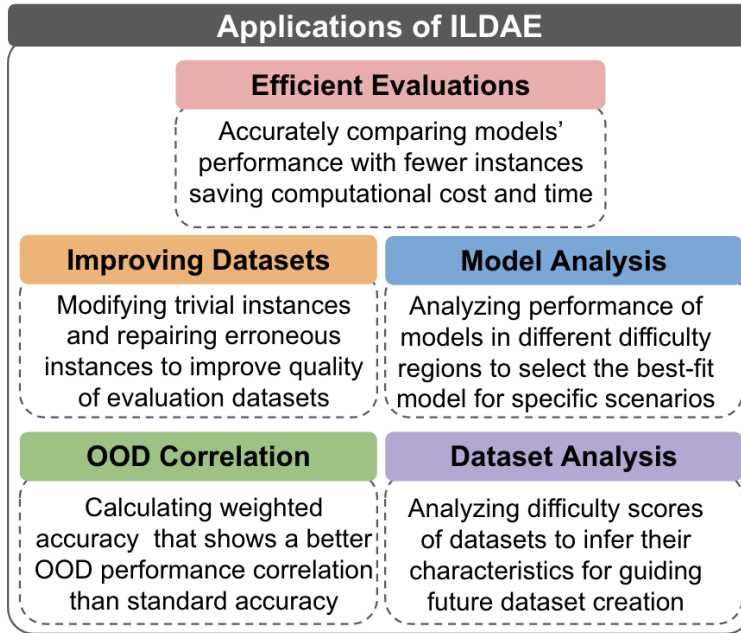 Applications of ILDAE
Efficient Evaluations
Accurately comparing models'
performance with fewer instances
saving computational cost and time
Improving Datasets
Modifying trivial instances
and repairing erroneous
instances to improve quality
of evaluation datasets
Model Analysis
Analyzing performance of
models in different difficulty
regions to select the best-fit
model for specific scenarios
OOD Correlation
Calculating weighted
accuracy that shows a better
OOD performance correlation
than standard accuracy
Dataset Analysis
Analyzing difficulty scores
of datasets to infer their
characteristics for guiding
future dataset creation